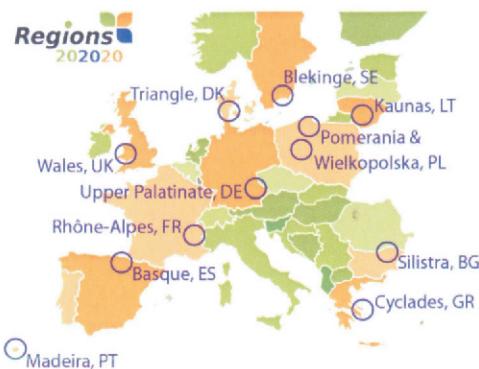 Regions
202020
Blekinge, SE
Triangle, DK
Kaunas, LT
Pomerania &
Wielkopolska, PL
Wales, UK
Upper Palatinate, DE
Rhône-Alpes, FR
Silistra, BG
Basque, ES
Cyclades, GR
Madeira, PT